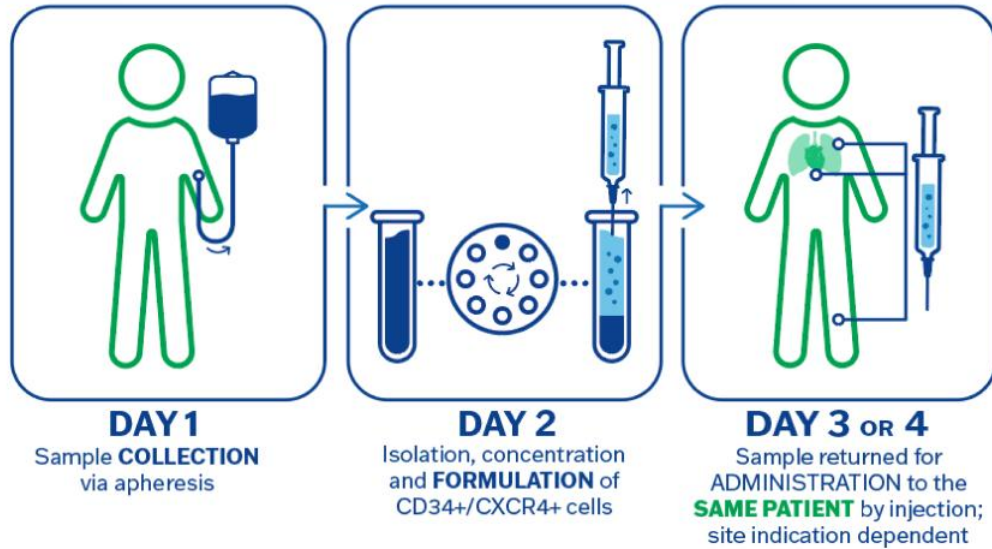 DAY 1
Sample COLLECTION
via apheresis
DAY 2
Isolation, concentration
and FORMULATION of
CD34+/CXCR4+ cells
DAY 3 OR 4
Sample returned for
ADMINISTRATION to the
SAME PATIENT by injection;
site indication dependent